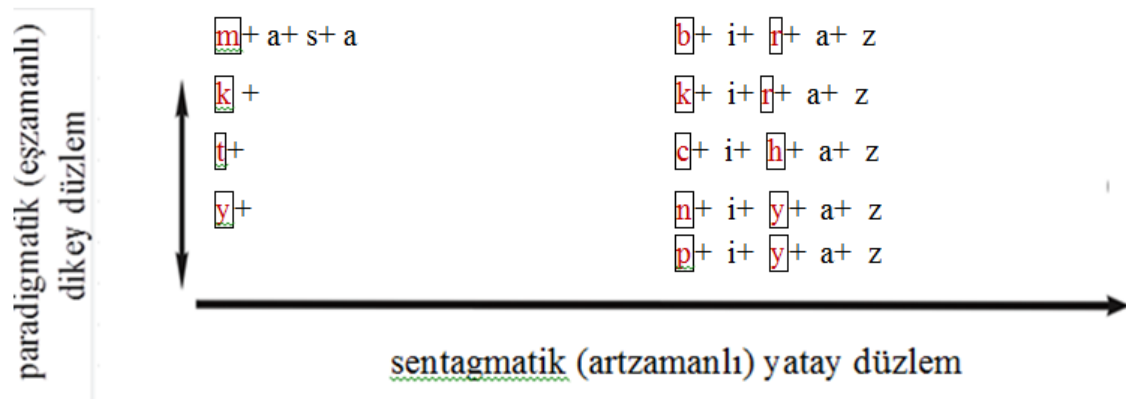 paradigmatik (eşzamanlı)
dikey düzlem
m+ a+ s+ a
k +
t+
y+
b+ i+ r+ a+ z
k+ i+ r+ a+ z
c+ i+ h+ a+ z
n+ i+ y+ a+ z
p+ i+ y+ a+ z
sentagmatik (artzamanlı) yatay düzlem